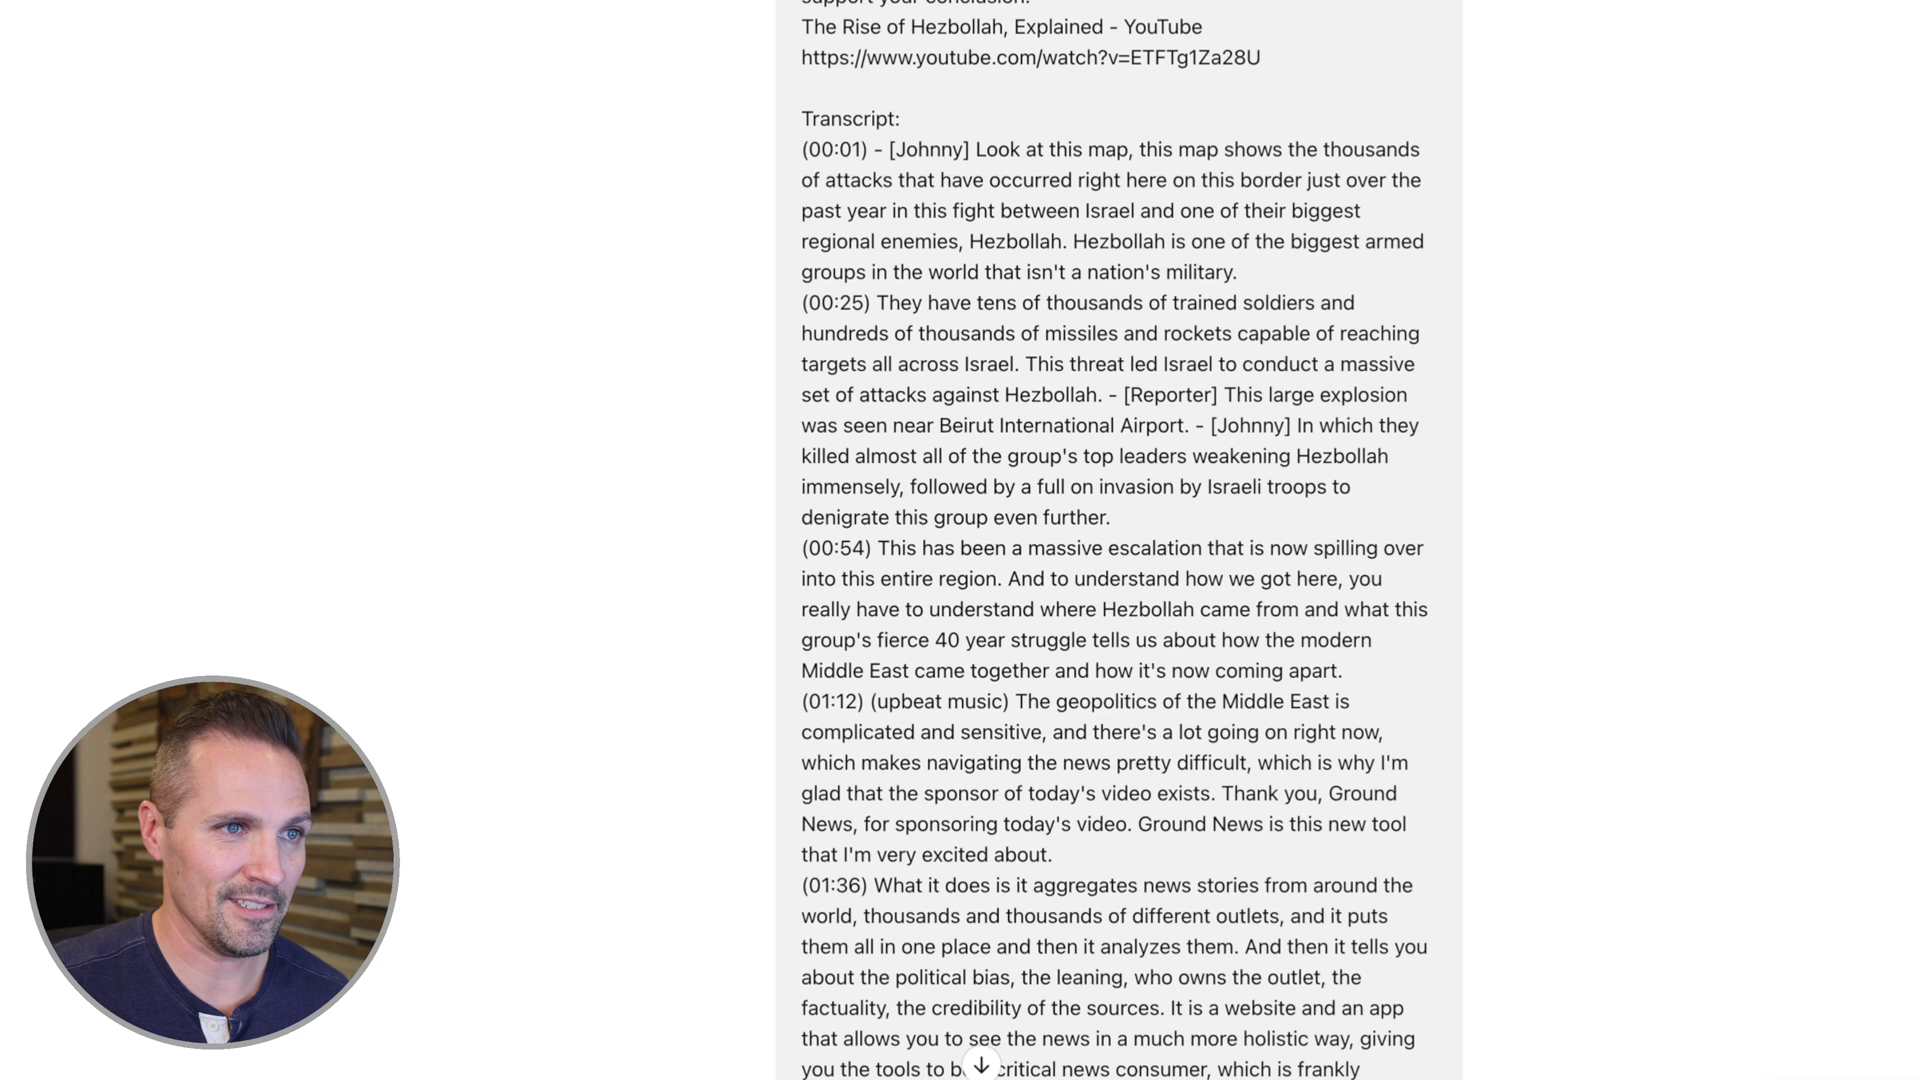 The Rise of Hezbollah, Explained - YouTube
https://www.youtube.com/watch?v=ETFTg1Za28U
Transcript:
(00:01) - [Johnny] Look at this map, this map shows the thousands
of attacks that have occurred right here on this border just over the
past year in this fight between Israel and one of their biggest
regional enemies, Hezbollah. Hezbollah is one of the biggest armed
groups in the world that isn't a nation's military.
(00:25) They have tens of thousands of trained soldiers and
hundreds of thousands of missiles and rockets capable of reaching
targets all across Israel. This threat led Israel to conduct a massive
set of attacks against Hezbollah. - [Reporter] This large explosion
was seen near Beirut International Airport. - [Johnny] In which they
killed almost all of the group's top leaders weakening Hezbollah
immensely, followed by a full on invasion by Israeli troops to
denigrate this group even further.
(00:54) This has been a massive escalation that is now spilling over
into this entire region. And to understand how we got here, you
really have to understand where Hezbollah came from and what this
group's fierce 40 year struggle tells us about how the modern
Middle East came together and how it's now coming apart.
(01:12) (upbeat music) The geopolitics of the Middle East is
complicated and sensitive, and there's a lot going on right now,
which makes navigating the news pretty difficult, which is why I'm
glad that the sponsor of today's video exists. Thank you, Ground
News, for sponsoring today's video. Ground News is this new tool
that I'm very excited about.
(01:36) What it does is it aggregates news stories from around the
world, thousands and thousands of different outlets, and it puts
them all in one place and then it analyzes them. And then it tells you
about the political bias, the leaning, who owns the outlet, the
factuality, the credibility of the sources. It is a website and an app
that allows you to see the news in a much more holistic way, giving
you the tools to critical news consumer, which is frankly